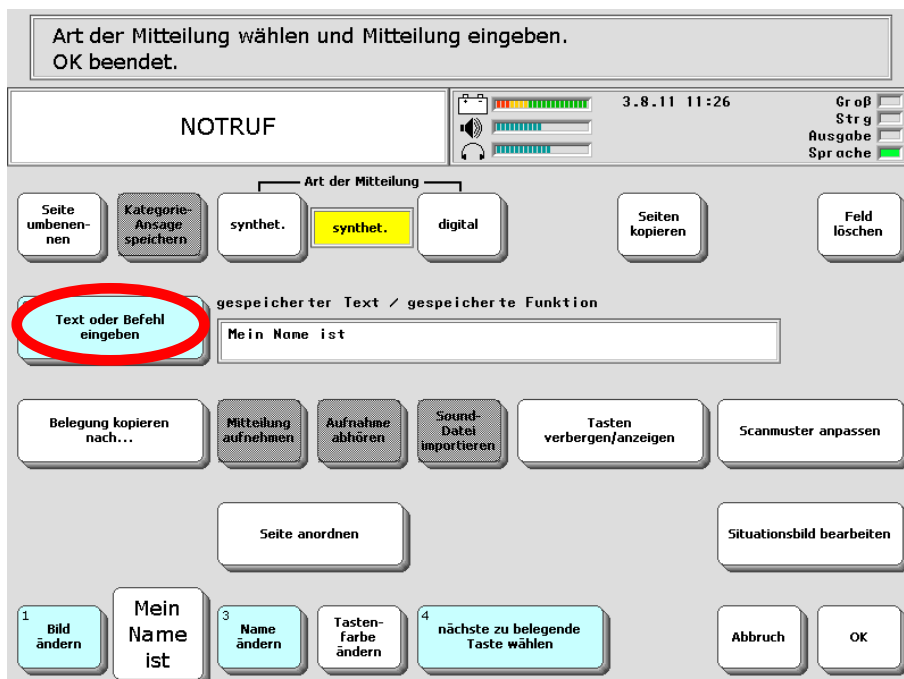 Art der Mitteilung wählen und Mitteilung eingeben.
OK beendet.
NOTRUF
3.8.11 11:26
Groß
Strg
Ausgabe
Sprache
Art der Mitteilung
Seite
umbenen-
nen
Kategorie-
Ansage
speichern
synthet.
synthet.
digital
Seiten
kopieren
Feld
löschen
Text oder Befehl
eingeben
gespeicherter Text / gespeicherte Funktion
Mein Name ist
Belegung kopieren
nach...
Mitteilung
aufnehmen
Aufnahme
abhören
Sound-
Datei
importieren
Tasten
verbergen/anzeigen
Scanmuster anpassen
Seite anordnen
Situationsbild bearbeiten
1
Bild
ändern
Mein
Name
ist
3
Name
ändern
Tasten-
farbe
ändern
4
nächste zu belegende
Taste wählen
Abbruch
OK